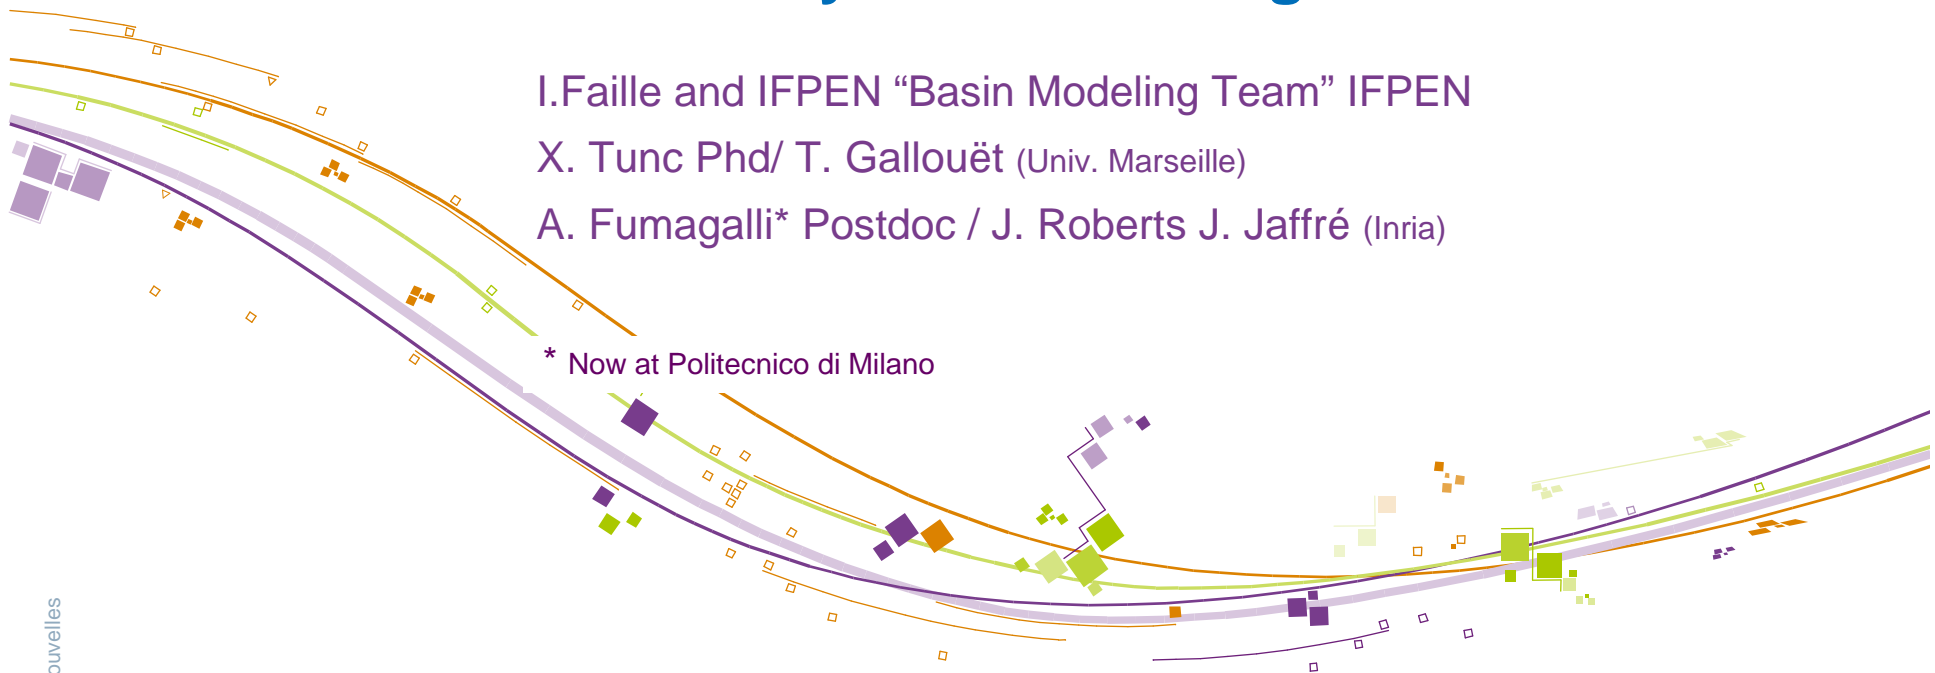 I.Faille and IFPEN “Basin Modeling Team” IFPEN
X. Tunc Phd/ T. Gallouët (Univ. Marseille)
A. Fumagalli* Postdoc / J. Roberts J. Jaffré (Inria)
* Now at Politecnico di Milano